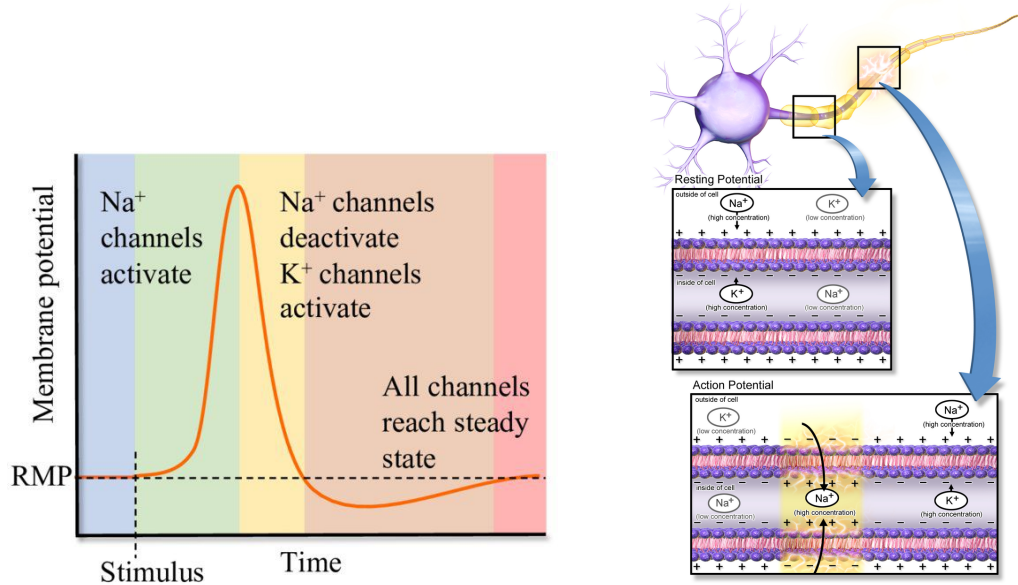 Membrane potential
Na⁺
channels
activate
Na⁺ channels
deactivate
K⁺ channels
activate
All channels
reach steady
state
RMP
Stimulus
Time
Resting Potential
outside of cell
Na⁺
(high concentration)
K⁺
(low concentration)
+ + + + + + + + + + +
– – – – – – – – – – –
inside of cell
K⁺
(high concentration)
Na⁺
(low concentration)
– – – – – – – – – – –
+ + + + + + + + + + +
Action Potential
outside of cell
K⁺
(low concentration)
Na⁺
(high concentration)
+ + + + + – – – – + + + + + + +
– – – – – + + + + – – – – – – –
inside of cell
Na⁺
(low concentration)
Na⁺
(high concentration)
K⁺
(high concentration)
– – – – – + + + + – – – – – – –
+ + + + + – – – – + + + + + + +